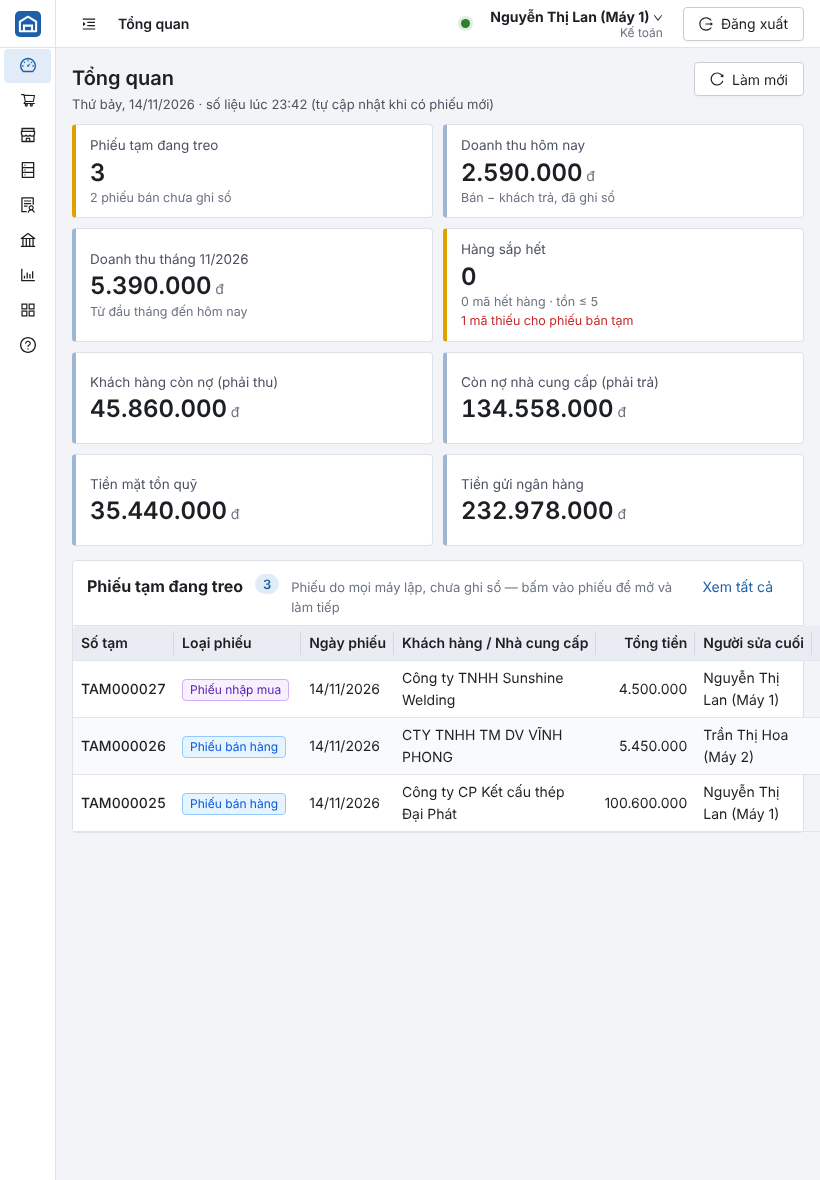 Tổng quan
Nguyễn Thị Lan (Máy 1)
Kế toán
Đăng xuất
Tổng quan
Làm mới
Thứ bảy, 14/11/2026 · số liệu lúc 23:42 (tự cập nhật khi có phiếu mới)
Phiếu tạm đang treo
3
2 phiếu bán chưa ghi sổ
Doanh thu hôm nay
2.590.000 đ
Bán − khách trả, đã ghi sổ
Doanh thu tháng 11/2026
5.390.000 đ
Từ đầu tháng đến hôm nay
Hàng sắp hết
0
0 mã hết hàng · tồn ≤ 5
1 mã thiếu cho phiếu bán tạm
Khách hàng còn nợ (phải thu)
45.860.000 đ
Còn nợ nhà cung cấp (phải trả)
134.558.000 đ
Tiền mặt tồn quỹ
35.440.000 đ
Tiền gửi ngân hàng
232.978.000 đ
Phiếu tạm đang treo 3
Phiếu do mọi máy lập, chưa ghi sổ — bấm vào phiếu để mở và
làm tiếp
Xem tất cả
Số tạm Loại phiếu Ngày phiếu Khách hàng / Nhà cung cấp Tổng tiền Người sửa cuối
TAM000027 Phiếu nhập mua 14/11/2026 Công ty TNHH Sunshine Welding 4.500.000 Nguyễn Thị Lan (Máy 1)
TAM000026 Phiếu bán hàng 14/11/2026 CTY TNHH TM DV VĨNH PHONG 5.450.000 Trần Thị Hoa (Máy 2)
TAM000025 Phiếu bán hàng 14/11/2026 Công ty CP Kết cấu thép Đại Phát 100.600.000 Nguyễn Thị Lan (Máy 1)